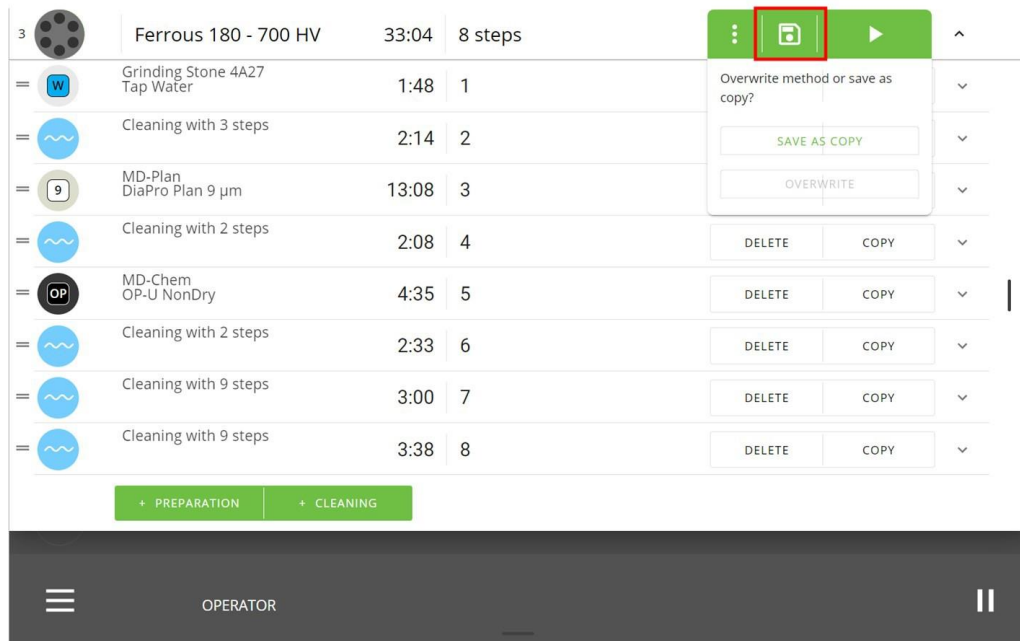 3 Ferrous 180 - 700 HV 33:04 8 steps
Overwrite method or save as
copy?
SAVE AS COPY
OVERWRITE
W Grinding Stone 4A27
Tap Water 1:48 1
Cleaning with 3 steps 2:14 2
9 MD-Plan
DiaPro Plan 9 µm 13:08 3
Cleaning with 2 steps 2:08 4 DELETE COPY
OP MD-Chem
OP-U NonDry 4:35 5 DELETE COPY
Cleaning with 2 steps 2:33 6 DELETE COPY
Cleaning with 9 steps 3:00 7 DELETE COPY
Cleaning with 9 steps 3:38 8 DELETE COPY
+ PREPARATION + CLEANING
OPERATOR